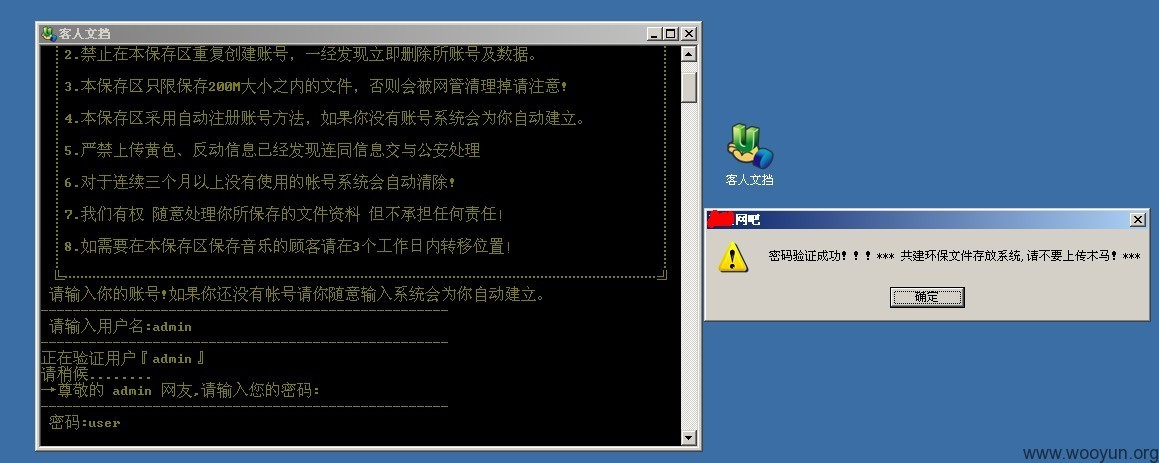 客人文档
2.禁止在本保存区重复创建账号，一经发现立即删除所账号及数据。
3.本保存区只限保存200M大小之内的文件，否则会被网管清理掉请注意!
4.本保存区采用自动注册账号方法，如果你没有账号系统会为你自动建立。
5.严禁上传黄色、反动信息已经发现连同信息交与公安处理
6.对于连续三个月以上没有使用的帐号系统会自动清除!
7.我们有权 随意处理你所保存的文件资料 但不承担任何责任!
8.如需要在本保存区保存音乐的顾客请在3个工作日内转移位置!
请输入你的账号!如果你还没有帐号请你随意输入系统会为你自动建立。
请输入用户名:admin
正在验证用户『admin』
请稍候........
→尊敬的 admin 网友,请输入您的密码:
密码:user
客人文档
网吧
密码验证成功！！！*** 共建环保文件存放系统,请不要上传木马! ***
确定
www.wooyun.org